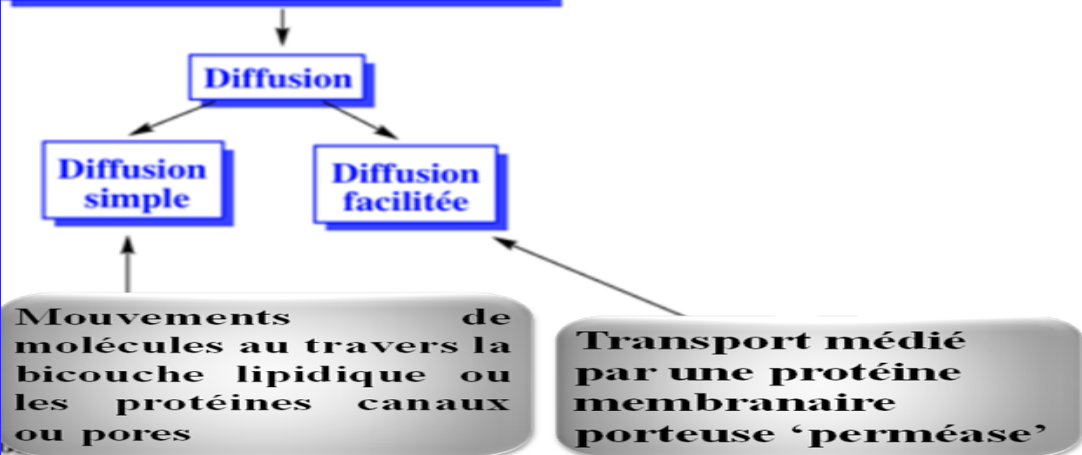 Diffusion
Diffusion
simple
Diffusion
facilitée
Mouvements de
molécules au travers la
bicouche lipidique ou
les protéines canaux
ou pores
Transport médié
par une protéine
membranaire
porteuse ‘perméase’